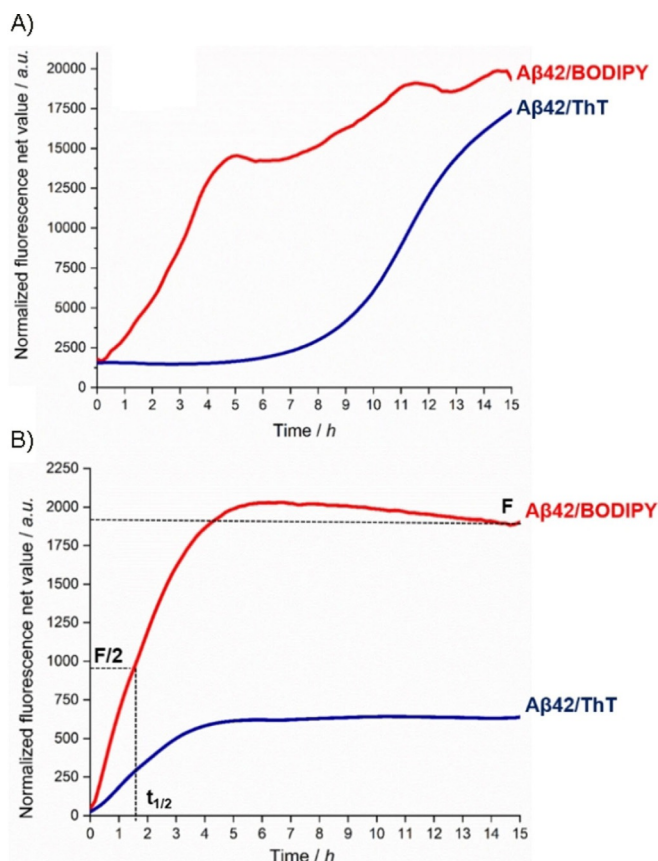 A)
Normalized fluorescence net value / a.u.
20000
17500
15000
12500
10000
7500
5000
2500
0
Aβ42/BODIPY
Aβ42/ThT
0 1 2 3 4 5 6 7 8 9 10 11 12 13 14 15
Time / h
B)
Normalized fluorescence net value / a.u.
2250
2000
1750
1500
1250
1000
750
500
250
0
F
Aβ42/BODIPY
F/2
Aβ42/ThT
t1/2
0 1 2 3 4 5 6 7 8 9 10 11 12 13 14 15
Time / h